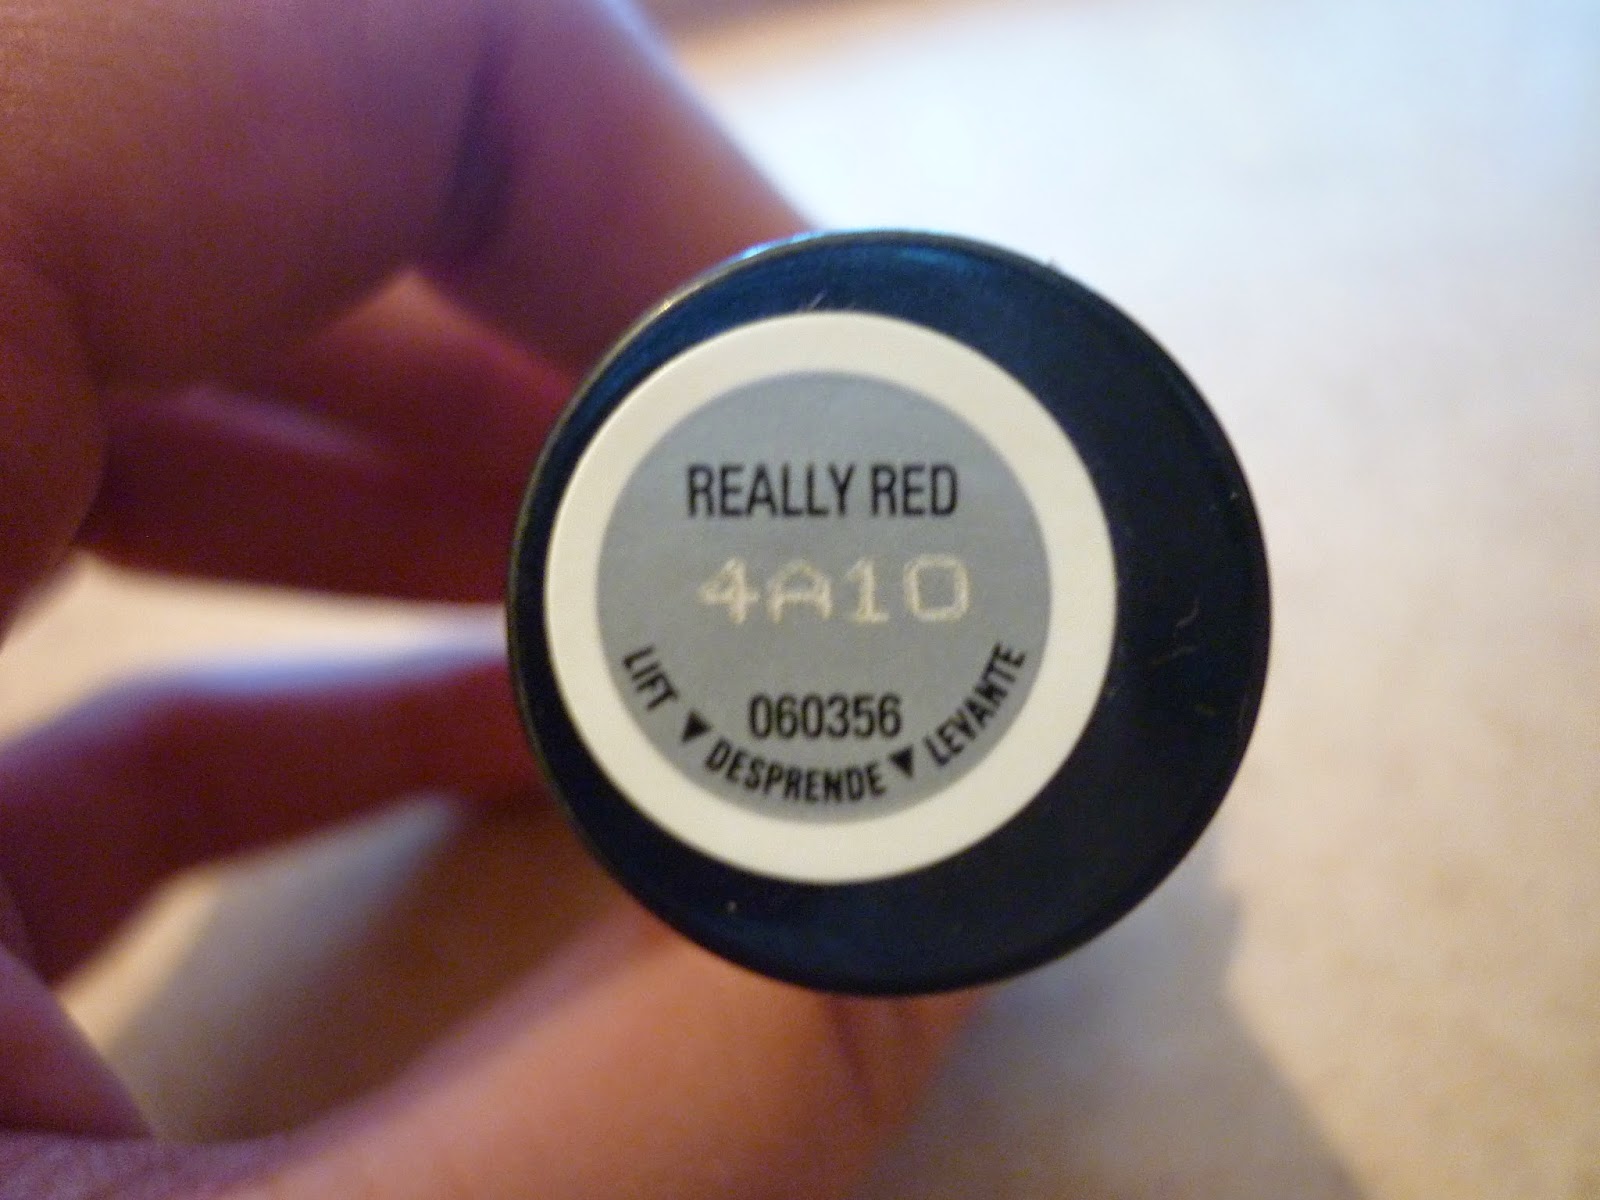 REALLY RED
4A10
060356
LIFT ▼ DESPRENDE ▼ LEVANTE